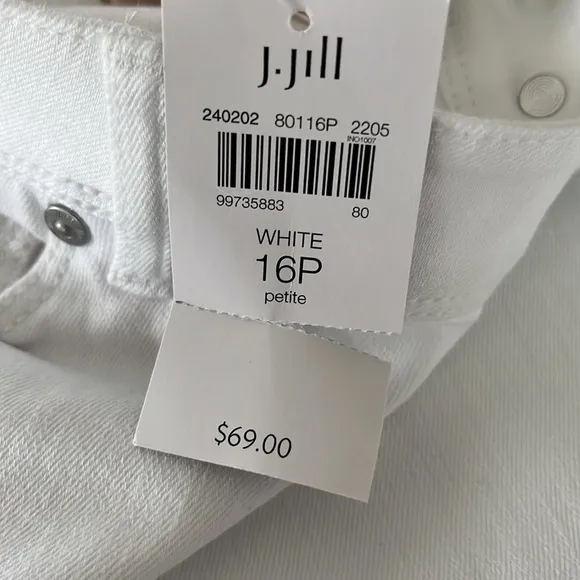 J.Jill
240202 80116P 2205
INO1007
99735883 80
WHITE
16P
petite
$69.00